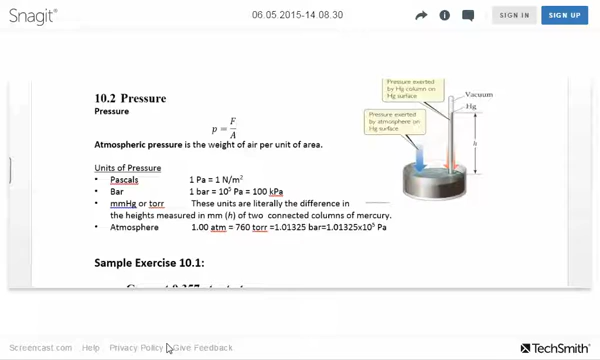 Snagit®
06.05.2015-14.08.30
SIGN IN
SIGN UP
10.2 Pressure
Pressure
p = F/A
Atmospheric pressure is the weight of air per unit of area.
Units of Pressure
• Pascals 1 Pa = 1 N/m²
• Bar 1 bar = 10⁵ Pa = 100 kPa
• mmHg or torr These units are literally the difference in
the heights measured in mm (h) of two connected columns of mercury.
• Atmosphere 1.00 atm = 760 torr =1.01325 bar=1.01325x10⁵ Pa
Pressure exerted
by Hg column on
Hg surface
Pressure exerted
by atmosphere on
Hg surface
Vacuum
Hg
h
Sample Exercise 10.1:
Screencast.com Help Privacy Policy Give Feedback
TechSmith®